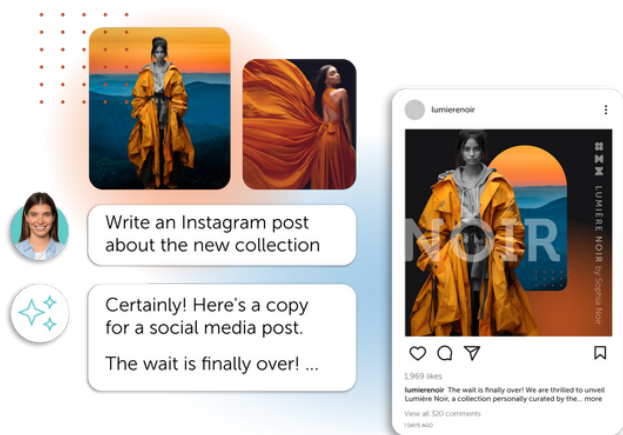 Write an Instagram post
about the new collection
Certainly! Here's a copy
for a social media post.
The wait is finally over! ...
lumierenoir
NOIR
LUMIÈRE NOIR by Sophia Noir
1,969 likes
lumierenoir The wait is finally over! We are thrilled to unveil
Lumière Noir, a collection personally curated by the... more
View all 320 comments
1 DAYS AGO